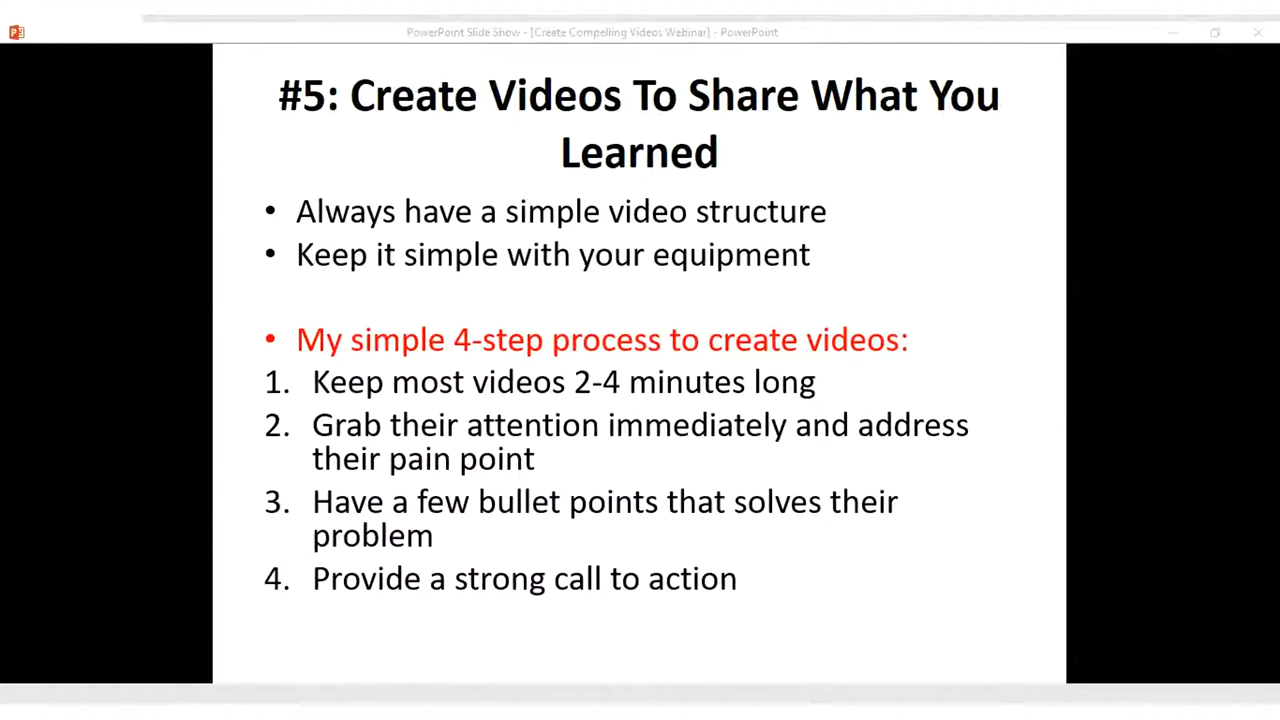 PowerPoint Slide Show - [Create Compelling Videos Webinar] - PowerPoint
#5: Create Videos To Share What You
Learned
• Always have a simple video structure
• Keep it simple with your equipment
• My simple 4-step process to create videos:
1. Keep most videos 2-4 minutes long
2. Grab their attention immediately and address
their pain point
3. Have a few bullet points that solves their
problem
4. Provide a strong call to action